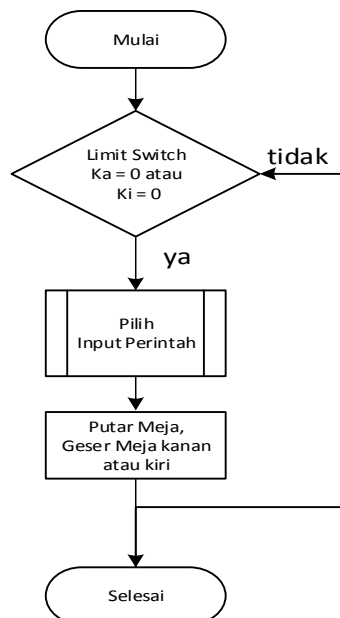 Mulai
Limit Switch
Ka = 0 atau
Ki = 0
tidak
ya
Pilih
Input Perintah
Putar Meja,
Geser Meja kanan
atau kiri
Selesai